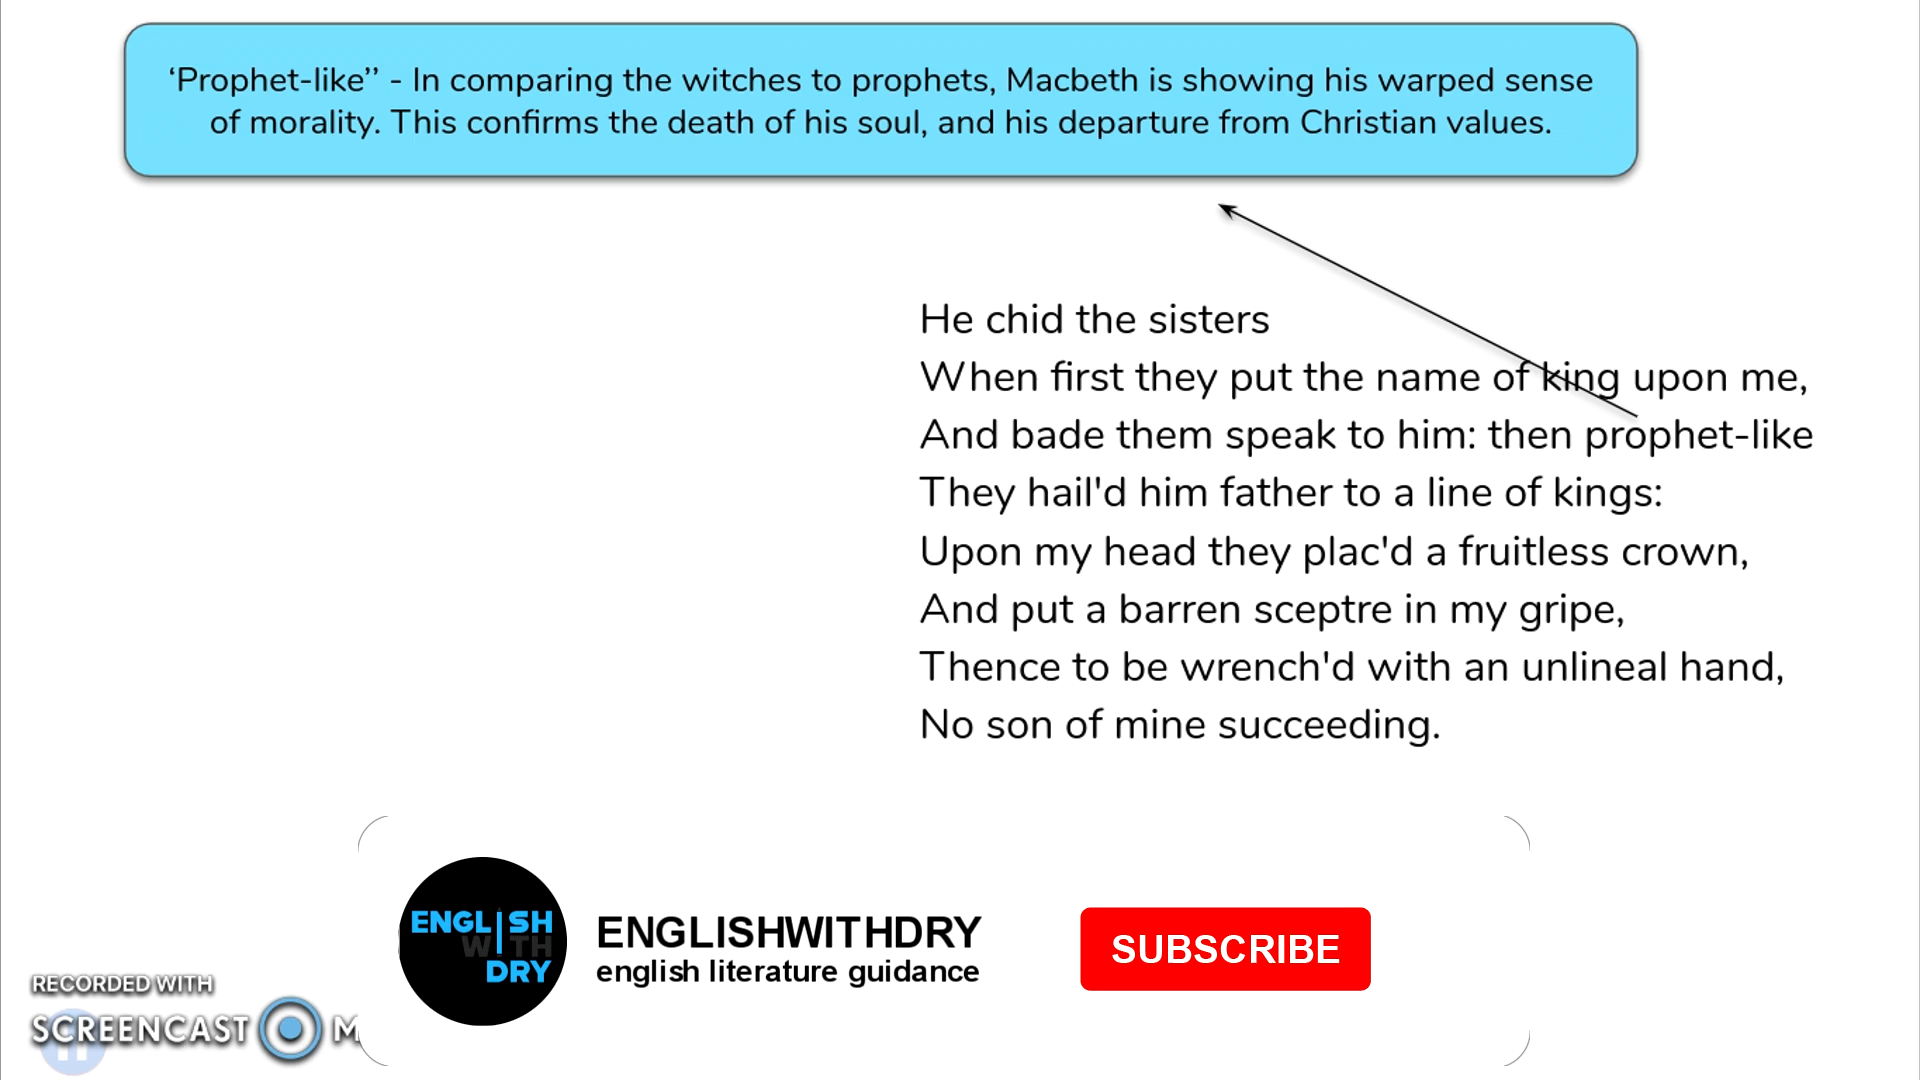 ‘Prophet-like’’ - In comparing the witches to prophets, Macbeth is showing his warped sense
of morality. This confirms the death of his soul, and his departure from Christian values.
He chid the sisters
When first they put the name of king upon me,
And bade them speak to him: then prophet-like
They hail'd him father to a line of kings:
Upon my head they plac'd a fruitless crown,
And put a barren sceptre in my gripe,
Thence to be wrench'd with an unlineal hand,
No son of mine succeeding.
ENGLISH
WITH
DRY
ENGLISHWITHDRY
english literature guidance
SUBSCRIBE
RECORDED WITH
SCREENCAST M